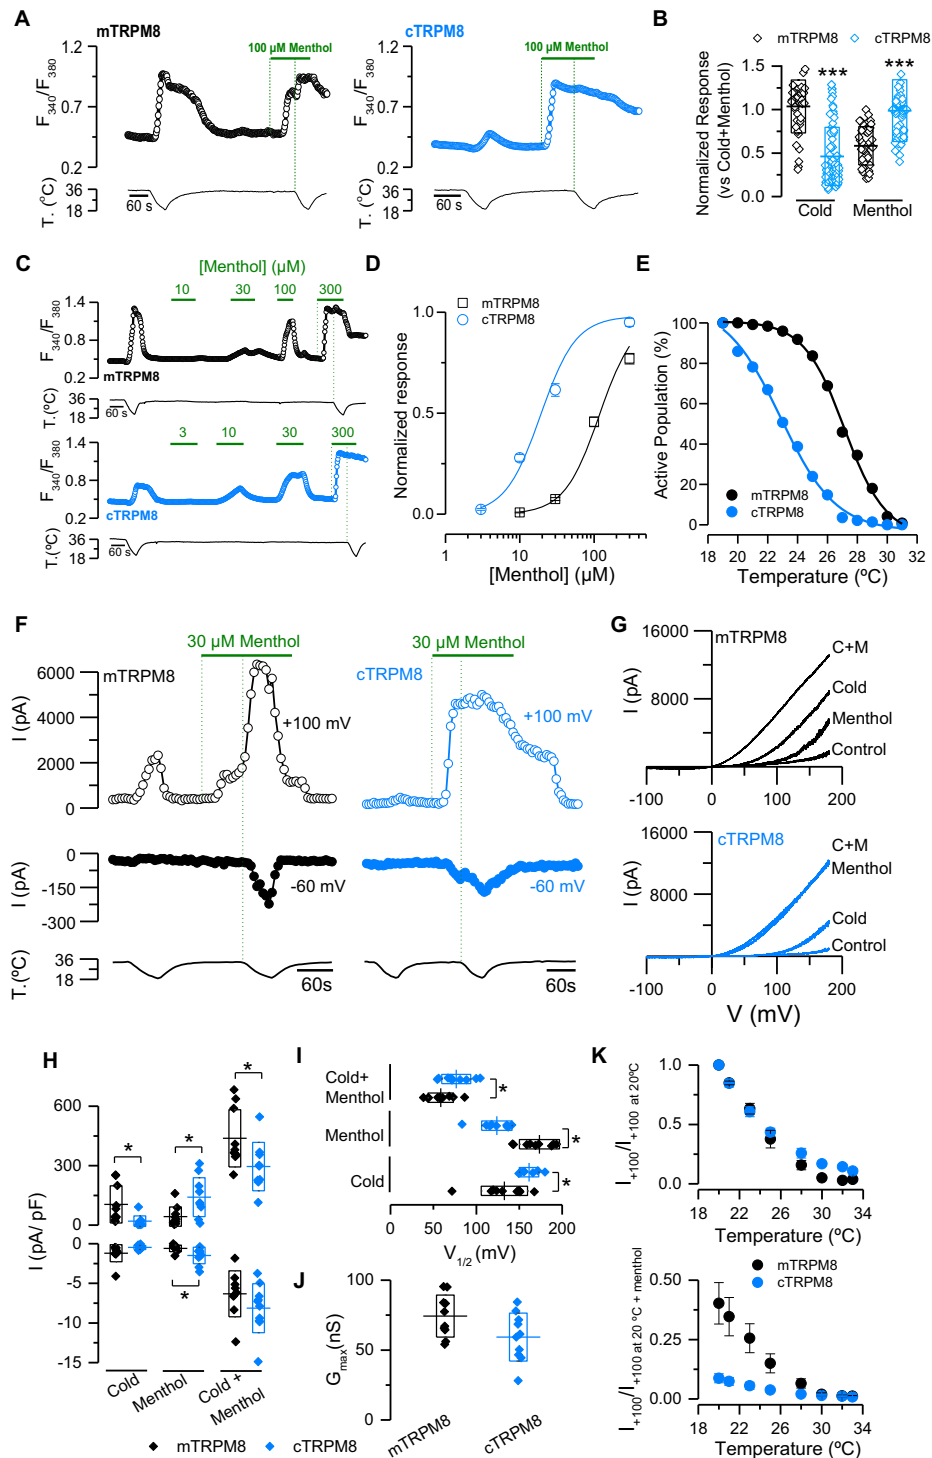 A
mTRPM8
100 µM Menthol
F340/F380
1.2
0.7
0.2
T. (ºC)
36
18
60 s
cTRPM8
100 µM Menthol
F340/F380
1.2
0.7
0.2
T. (ºC)
36
18
60 s
B
mTRPM8 cTRPM8
Normalized Response
(vs Cold+Menthol)
1.5
1.0
0.5
0.0
*** ***
Cold Menthol
C
[Menthol] (µM)
10 30 100 300
F340/F380
1.4
0.8
0.2
mTRPM8
T.(ºC)
36
18
60 s
3 10 30 300
F340/F380
1.4
0.8
0.2
cTRPM8
T.(ºC)
36
18
60 s
D
mTRPM8
cTRPM8
Normalized response
1.0
0.5
0.0
1 10 100
[Menthol] (µM)
E
Active Population (%)
100
80
60
40
20
0
mTRPM8
cTRPM8
18 20 22 24 26 28 30 32
Temperature (ºC)
F
30 µM Menthol
mTRPM8
I (pA)
6000
4000
2000
0
+100 mV
I (pA)
0
-150
-300
-60 mV
T.(ºC)
36
18
60s
30 µM Menthol
cTRPM8
+100 mV
-60 mV
60s
G
mTRPM8
I (pA)
16000
8000
0
C+M
Cold
Menthol
Control
-100 0 100 200
cTRPM8
I (pA)
16000
8000
0
C+M
Menthol
Cold
Control
-100 0 100 200
V (mV)
H
I (pA/ pF)
600
300
0
0
-5
-10
-15
* * *
*
Cold
Menthol
Cold +
Menthol
mTRPM8 cTRPM8
I
Cold+
Menthol
Menthol
Cold
*
*
*
0 50 100 150 200
V1/2 (mV)
J
Gmax(nS)
100
50
0
mTRPM8
cTRPM8
K
I+100/I+100 at 20ºC
1.0
0.5
0.0
18 22 26 30 34
Temperature (ºC)
mTRPM8
cTRPM8
I+100/I+100 at 20 ºC + menthol
0.50
0.25
0.00
18 22 26 30 34
Temperature (ºC)